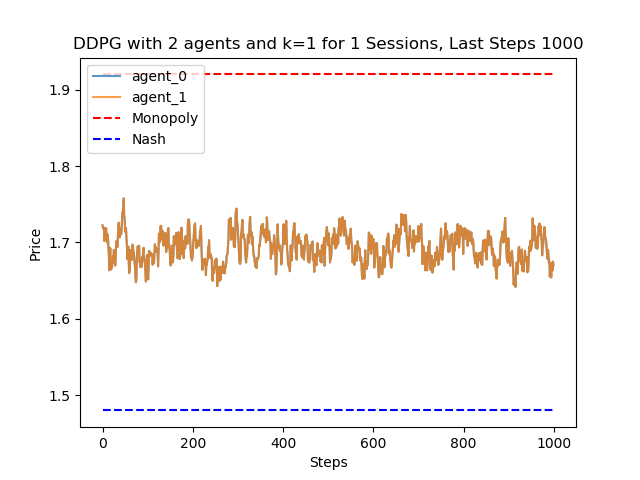 DDPG with 2 agents and k=1 for 1 Sessions, Last Steps 1000
agent_0
agent_1
Monopoly
Nash
1.9
1.8
1.7
1.6
1.5
Price
0
200
400
600
800
1000
Steps